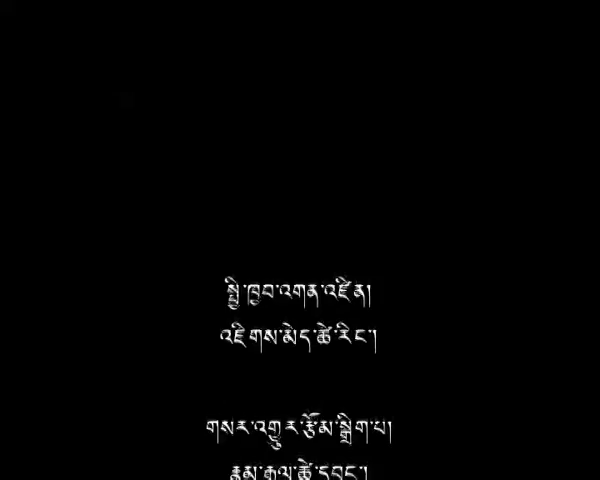 སྤྱི་ཁྱབ་འགན་འཛིན།
འཇིགས་མེད་ཚེ་རིང་།
གསར་འགྱུར་རྩོམ་སྒྲིག་པ།
རྣམ་རྒྱལ་ཚེ་དབང་།